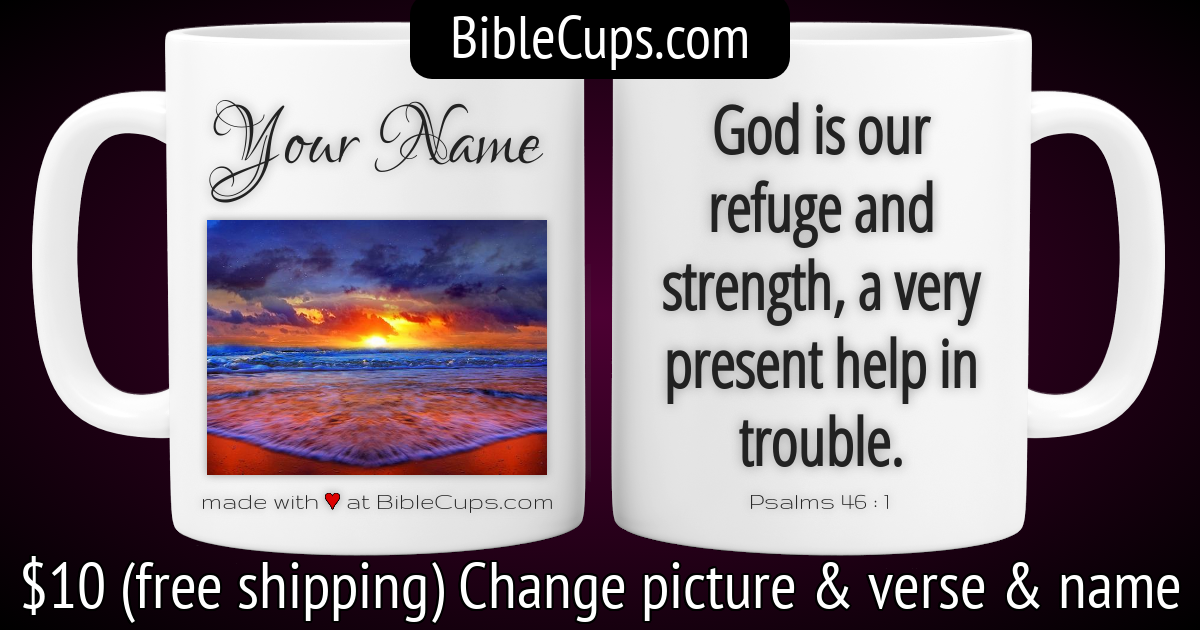 BibleCups.com
Your Name
made with ♥ at BibleCups.com
God is our
refuge and
strength, a very
present help in
trouble.
Psalms 46 : 1
$10 (free shipping) Change picture & verse & name